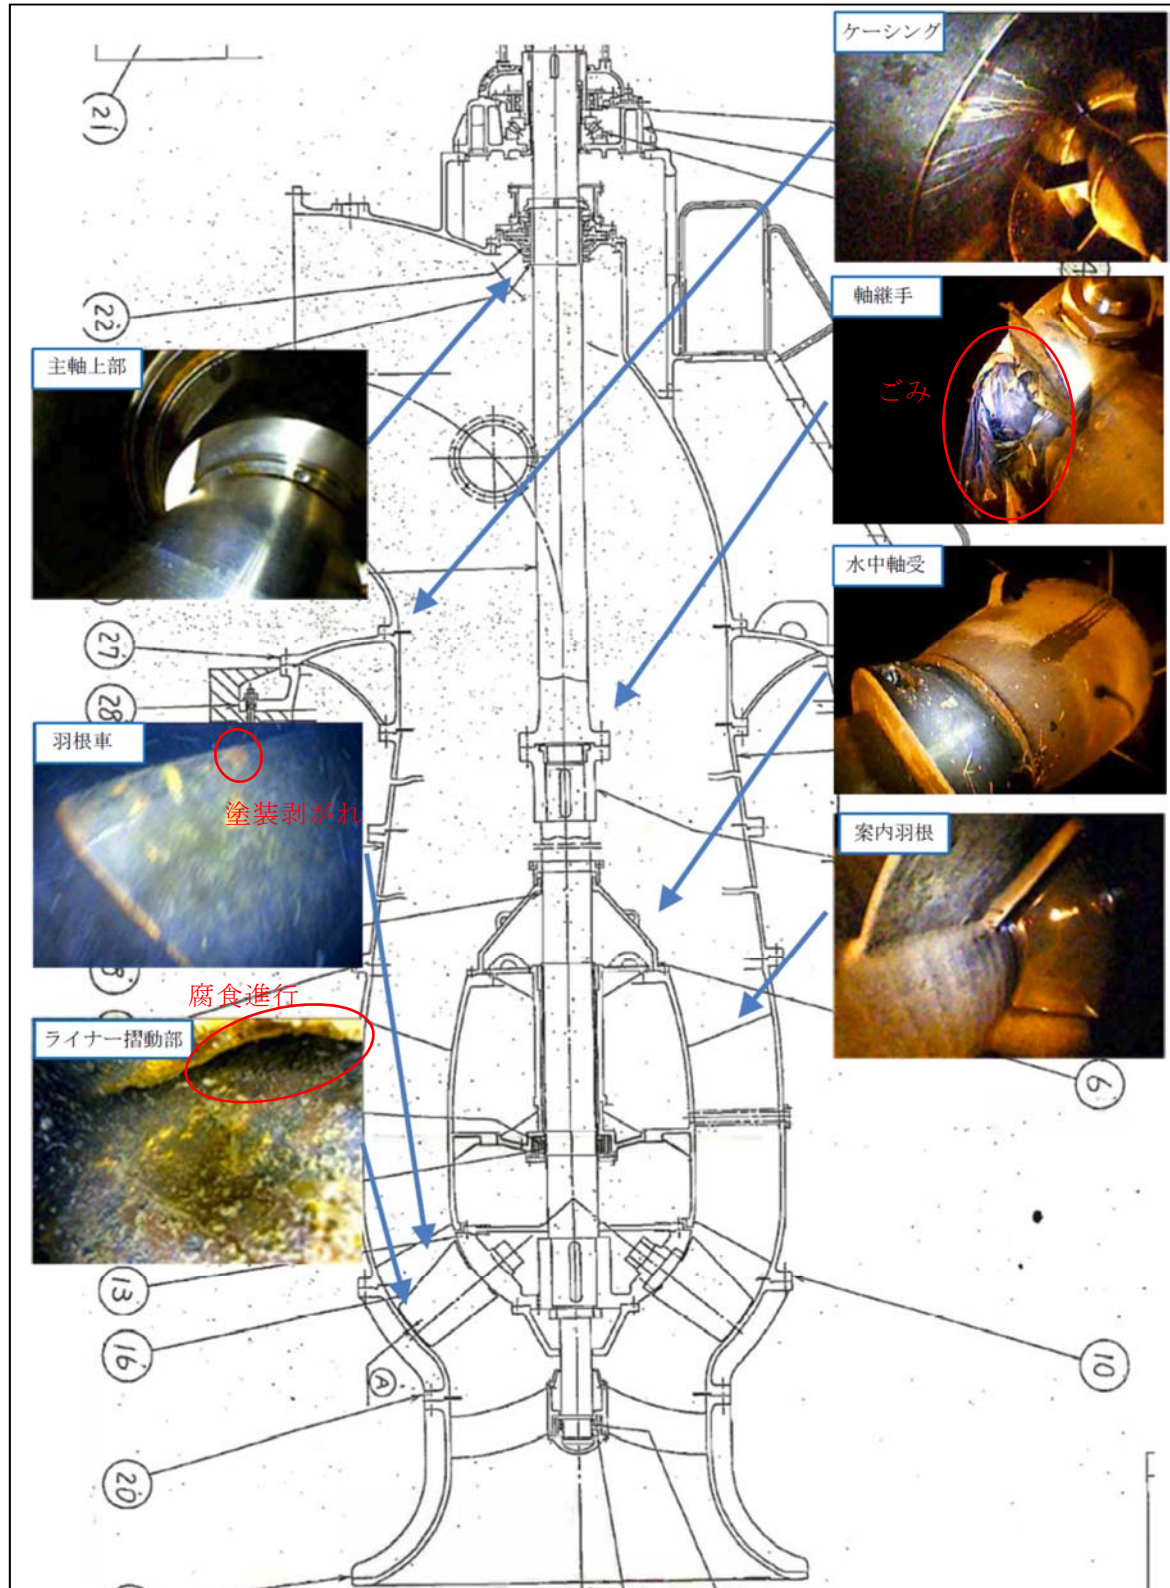 ケーシング
21
軸継手
ごみ
22
主軸上部
水中軸受
27
28
羽根車
塗装剥がれ
案内羽根
腐食進行
ライナー摺動部
6
13
16
10
A
20